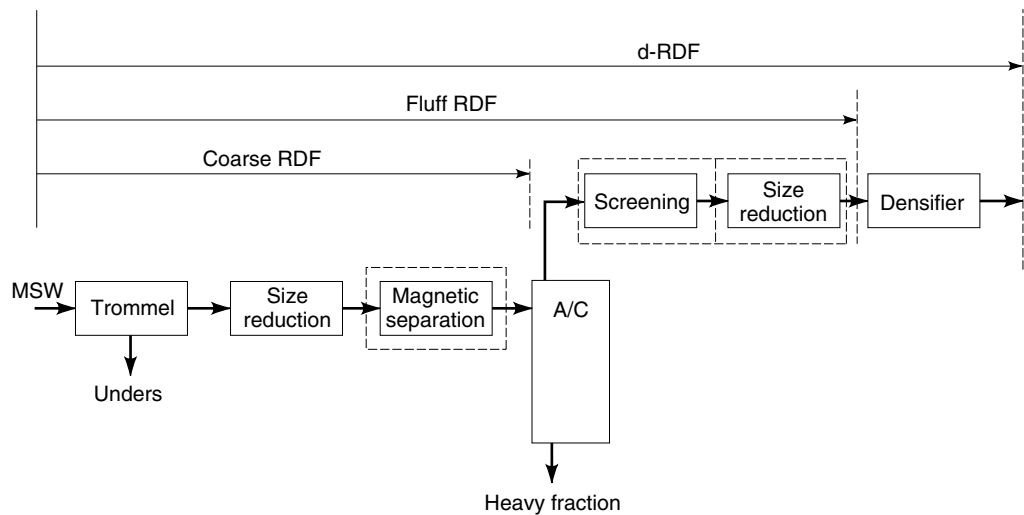 d-RDF
Fluff RDF
Coarse RDF
Screening
Size
reduction
Densifier
MSW
Trommel
Size
reduction
Magnetic
separation
A/C
Unders
Heavy fraction